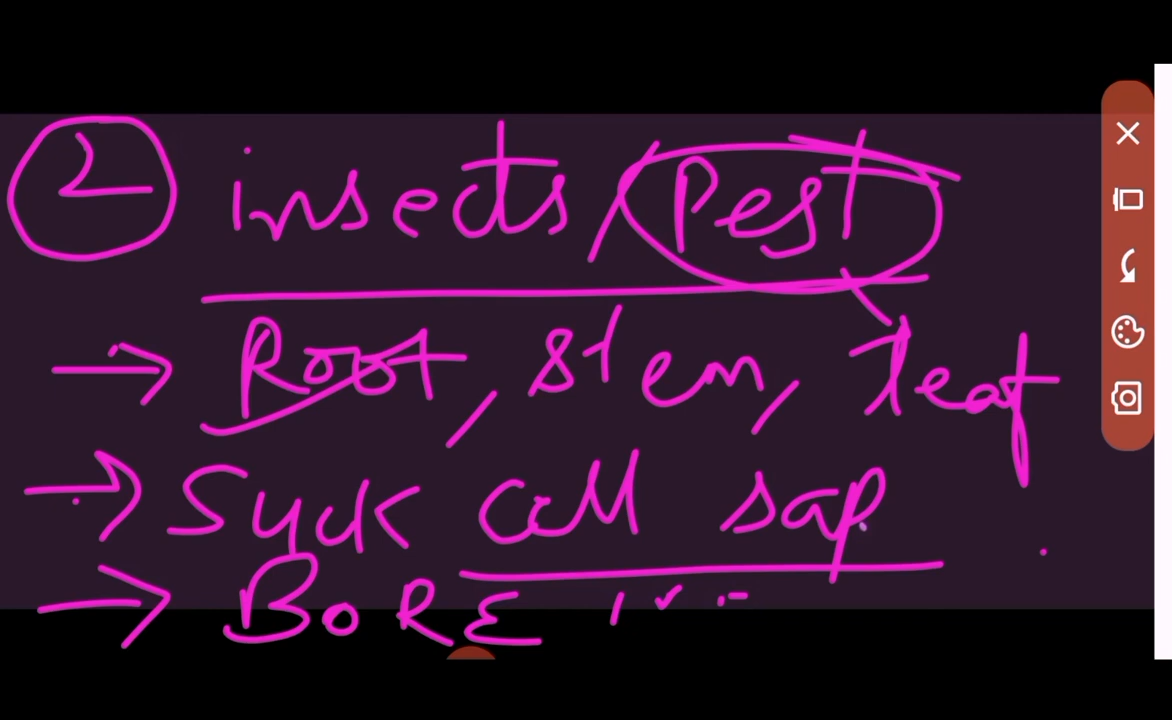 2 insects, Pest
→ Root, Stem, leaf
→ Suck cell sap
→ BORE